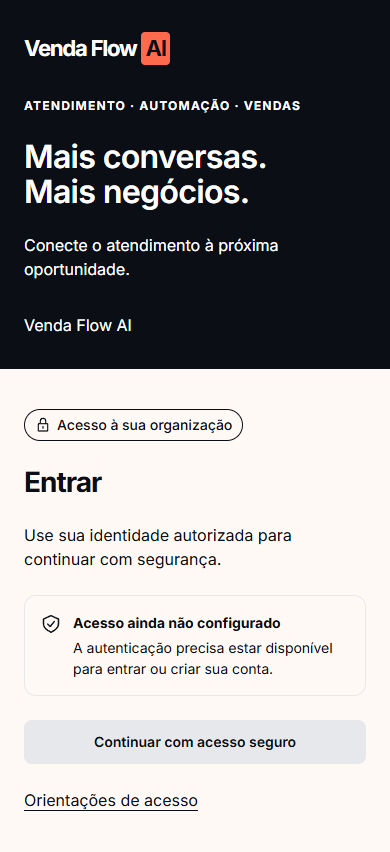 Venda Flow AI
ATENDIMENTO · AUTOMAÇÃO · VENDAS
Mais conversas.
Mais negócios.
Conecte o atendimento à próxima
oportunidade.
Venda Flow AI
Acesso à sua organização
Entrar
Use sua identidade autorizada para
continuar com segurança.
Acesso ainda não configurado
A autenticação precisa estar disponível
para entrar ou criar sua conta.
Continuar com acesso seguro
Orientações de acesso